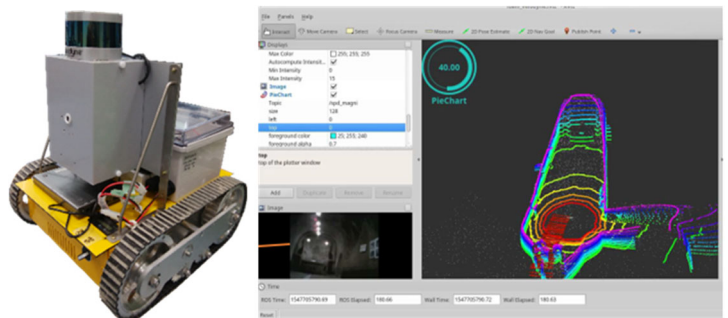 File Panels Help
Interact Move Camera Select Focus Camera Measure 2D Pose Estimate 2D Nav Goal Publish Point
Displays
Max Color 255; 255; 255
Autocompute Intensit...
Min Intensity 0
Max Intensity 15
Image
PieChart
Topic
size 128
left 0
top
foreground color 25; 255; 240
foreground alpha 0.7
top
top of the plotter window
Add Duplicate Remove Rename
Image
40.00
PieChart
Time
ROS Time: 1547705790.69 ROS Elapsed: 180.66 Wall Time: 1547705790.72 Wall Elapsed: 180.63
Reset